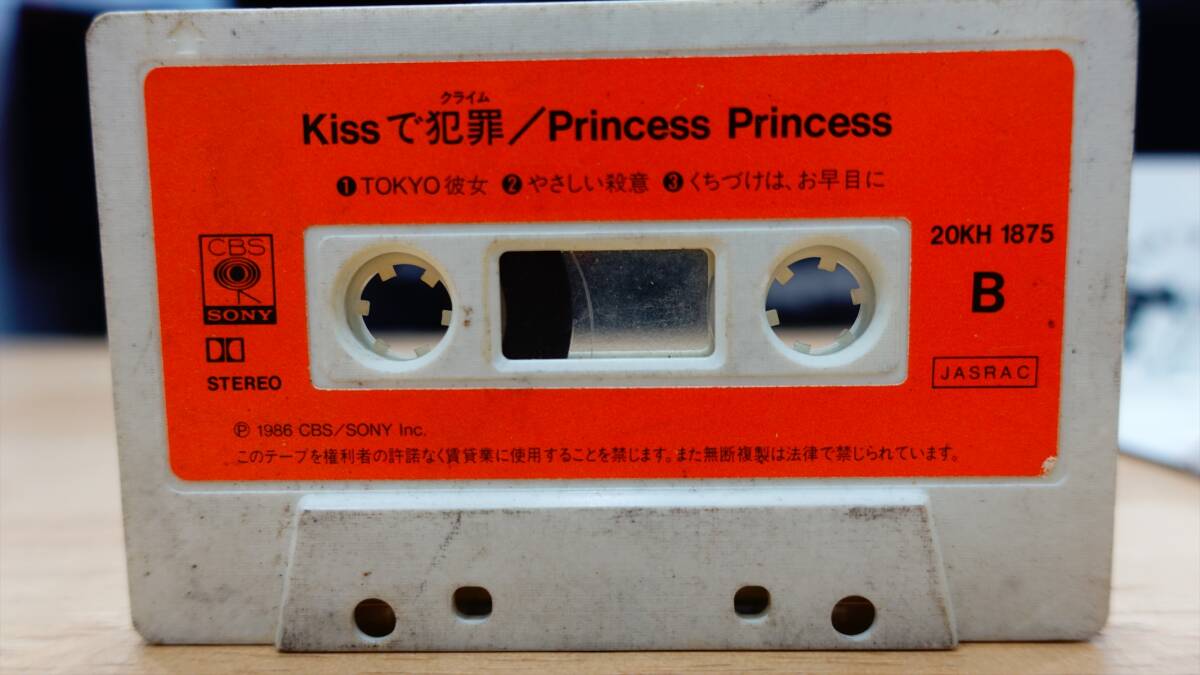 クライム
Kissで犯罪／Princess Princess
❶TOKYO彼女 ❷やさしい殺意 ❸くちづけは、お早目に
20KH 1875
CBS
B
SONY
STEREO
JASRAC
Ⓟ 1986 CBS/SONY Inc.
このテープを権利者の許諾なく賃貸業に使用することを禁じます。また無断複製は法律で禁じられています。